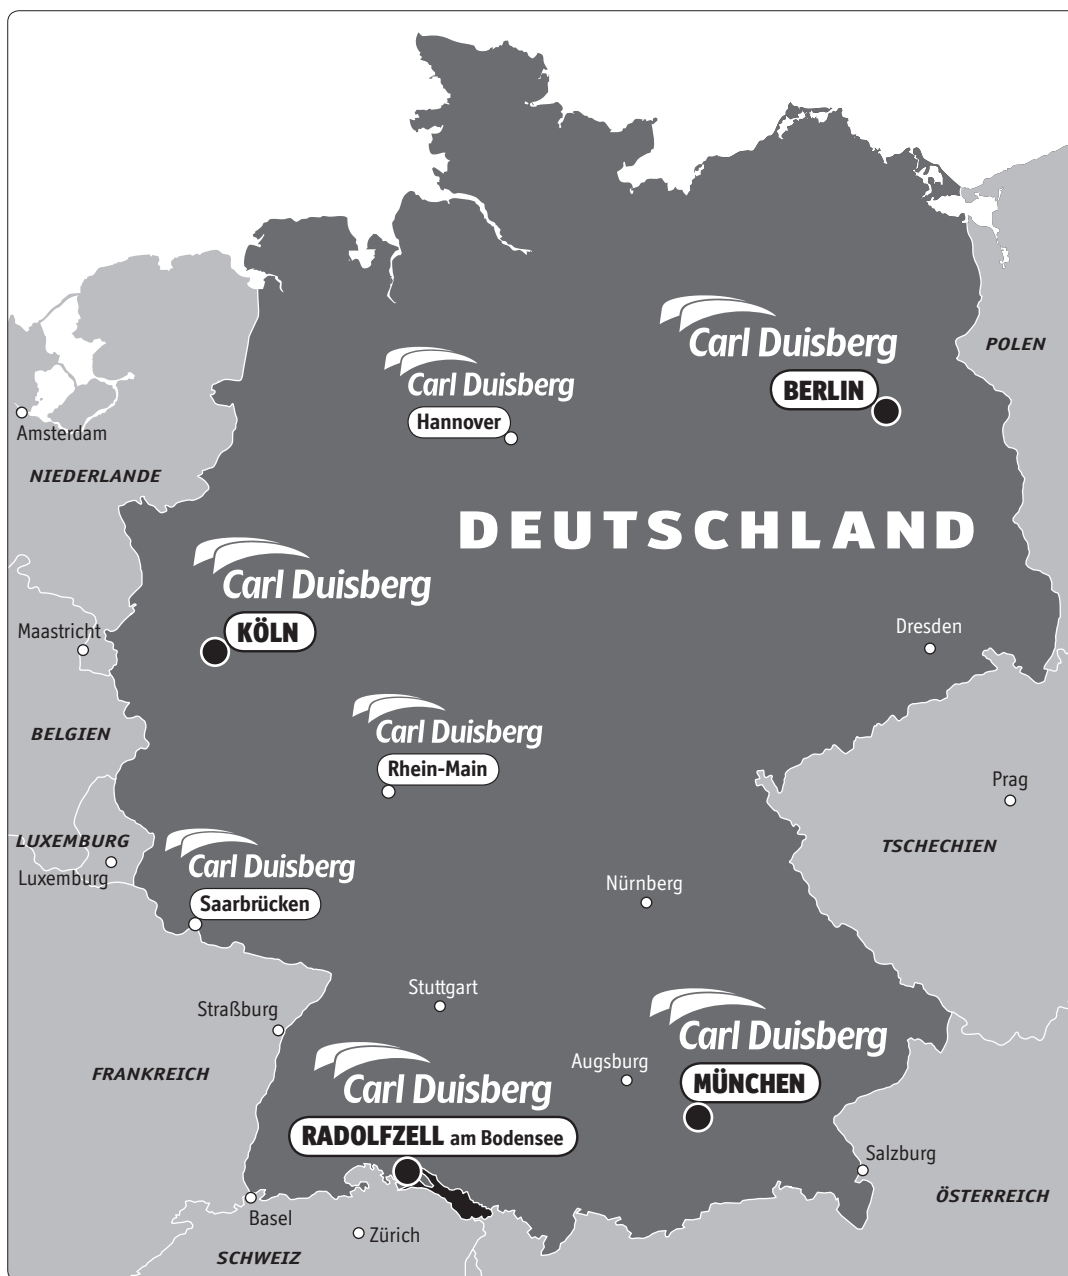 Carl Duisberg
BERLIN
POLEN
Carl Duisberg
Hannover
Amsterdam
NIEDERLANDE
DEUTSCHLAND
Carl Duisberg
KÖLN
Maastricht
Dresden
BELGIEN
Carl Duisberg
Rhein-Main
Prag
LUXEMBURG
Luxemburg
TSCHECHIEN
Carl Duisberg
Saarbrücken
Nürnberg
Stuttgart
Straßburg
Carl Duisberg
MÜNCHEN
Augsburg
FRANKREICH
Carl Duisberg
RADOLFZELL am Bodensee
Salzburg
ÖSTERREICH
Basel
Zürich
SCHWEIZ